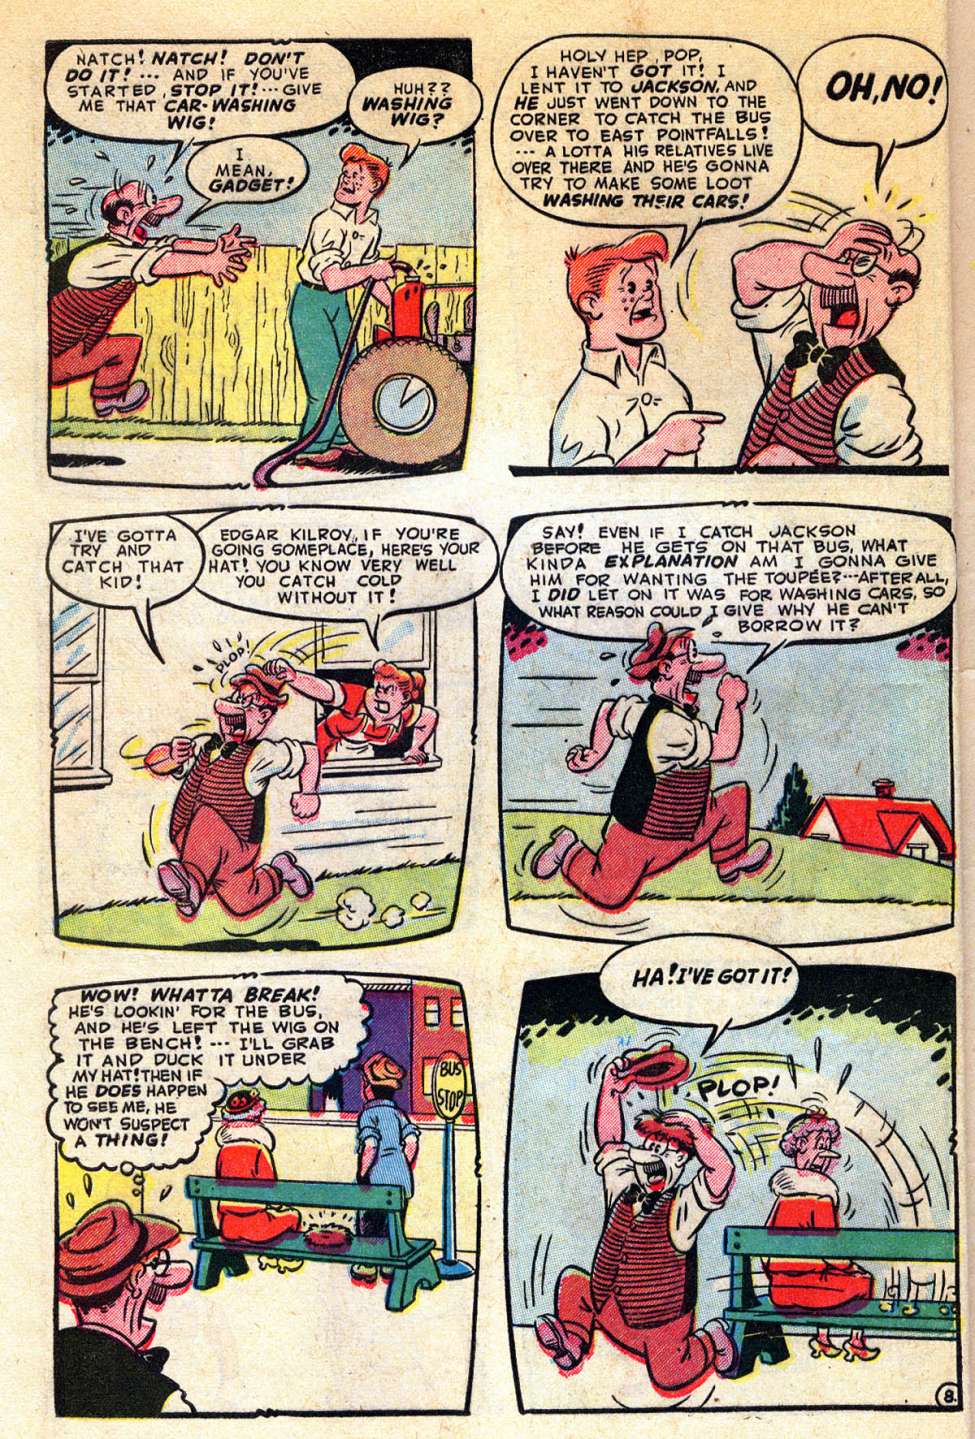 NATCH! NATCH! DON'T
DO IT! ··· AND IF YOU'VE
STARTED, STOP IT! ··· GIVE
ME THAT CAR-WASHING
WIG!
I
MEAN,
GADGET!
HUH??
WASHING
WIG?
HOLY HEP, POP,
I HAVEN'T GOT IT! I
LENT IT TO JACKSON, AND
HE JUST WENT DOWN TO THE
CORNER TO CATCH THE BUS
OVER TO EAST POINTFALLS!
··· A LOTTA HIS RELATIVES LIVE
OVER THERE AND HE'S GONNA
TRY TO MAKE SOME LOOT
WASHING THEIR CARS!
OH, NO!
I'VE GOTTA
TRY AND
CATCH THAT
KID!
EDGAR KILROY, IF YOU'RE
GOING SOMEPLACE, HERE'S YOUR
HAT! YOU KNOW VERY WELL
YOU CATCH COLD
WITHOUT IT!
PLOP!
SAY! EVEN IF I CATCH JACKSON
BEFORE HE GETS ON THAT BUS, WHAT
KINDA EXPLANATION AM I GONNA GIVE
HIM FOR WANTING THE TOUPÉE? ··· AFTER ALL,
I DID LET ON IT WAS FOR WASHING CARS, SO
WHAT REASON COULD I GIVE WHY HE CAN'T
BORROW IT?
WOW! WHATTA BREAK!
HE'S LOOKIN' FOR THE BUS,
AND HE'S LEFT THE WIG ON
THE BENCH! ··· I'LL GRAB
IT AND DUCK IT UNDER
MY HAT! THEN IF
HE DOES HAPPEN
TO SEE ME, HE
WON'T SUSPECT
A THING!
BUS
STOP
HA! I'VE GOT IT!
PLOP!
8.